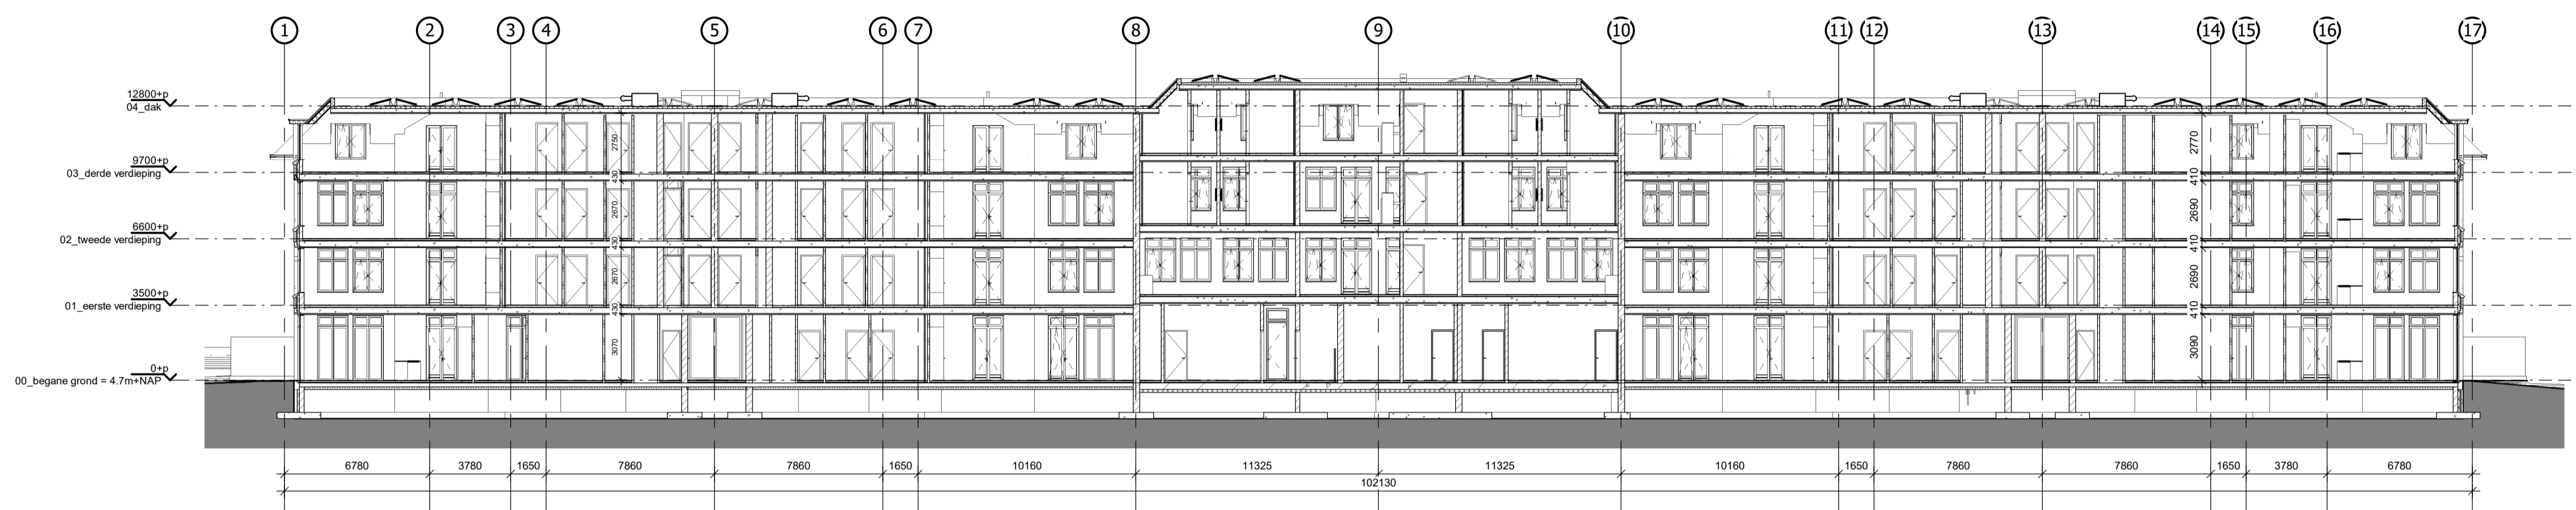 1 2 3 4 5 6 7 8 9 10 11 12 13 14 15 16 17
12800+p
04_dak
9700+p
03_derde verdieping
6600+p
02_tweede verdieping
3500+p
01_eerste verdieping
0+p
00_begane grond = 4.7m+NAP
2750
430
2670
430
2670
430
3070
2770
410
2690
410
2690
410
3090
6780 3780 1650 7860 7860 1650 10160 11325 11325 10160 1650 7860 7860 1650 3780 6780
102130